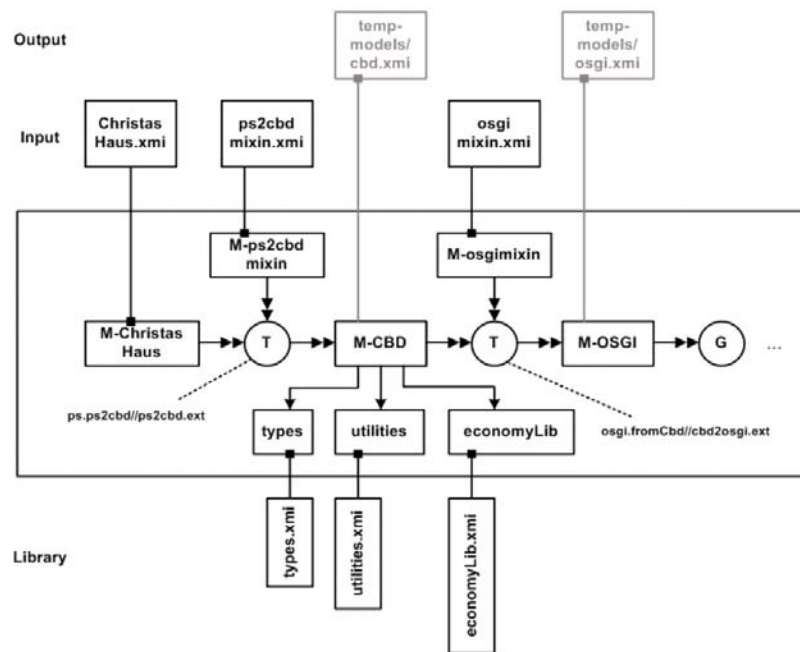 Output
temp-
models/
cbd.xmi
temp-
models/
osgi.xmi
Input
Christas
Haus.xmi
ps2cbd
mixin.xmi
osgi
mixin.xmi
M-ps2cbd
mixin
M-osgimixin
M-Christas
Haus
T
M-CBD
T
M-OSGI
G
...
ps.ps2cbd//ps2cbd.ext
types
utilities
economyLib
osgi.fromCbd//cbd2osgi.ext
Library
types.xmi
utilities.xmi
economyLib.xmi